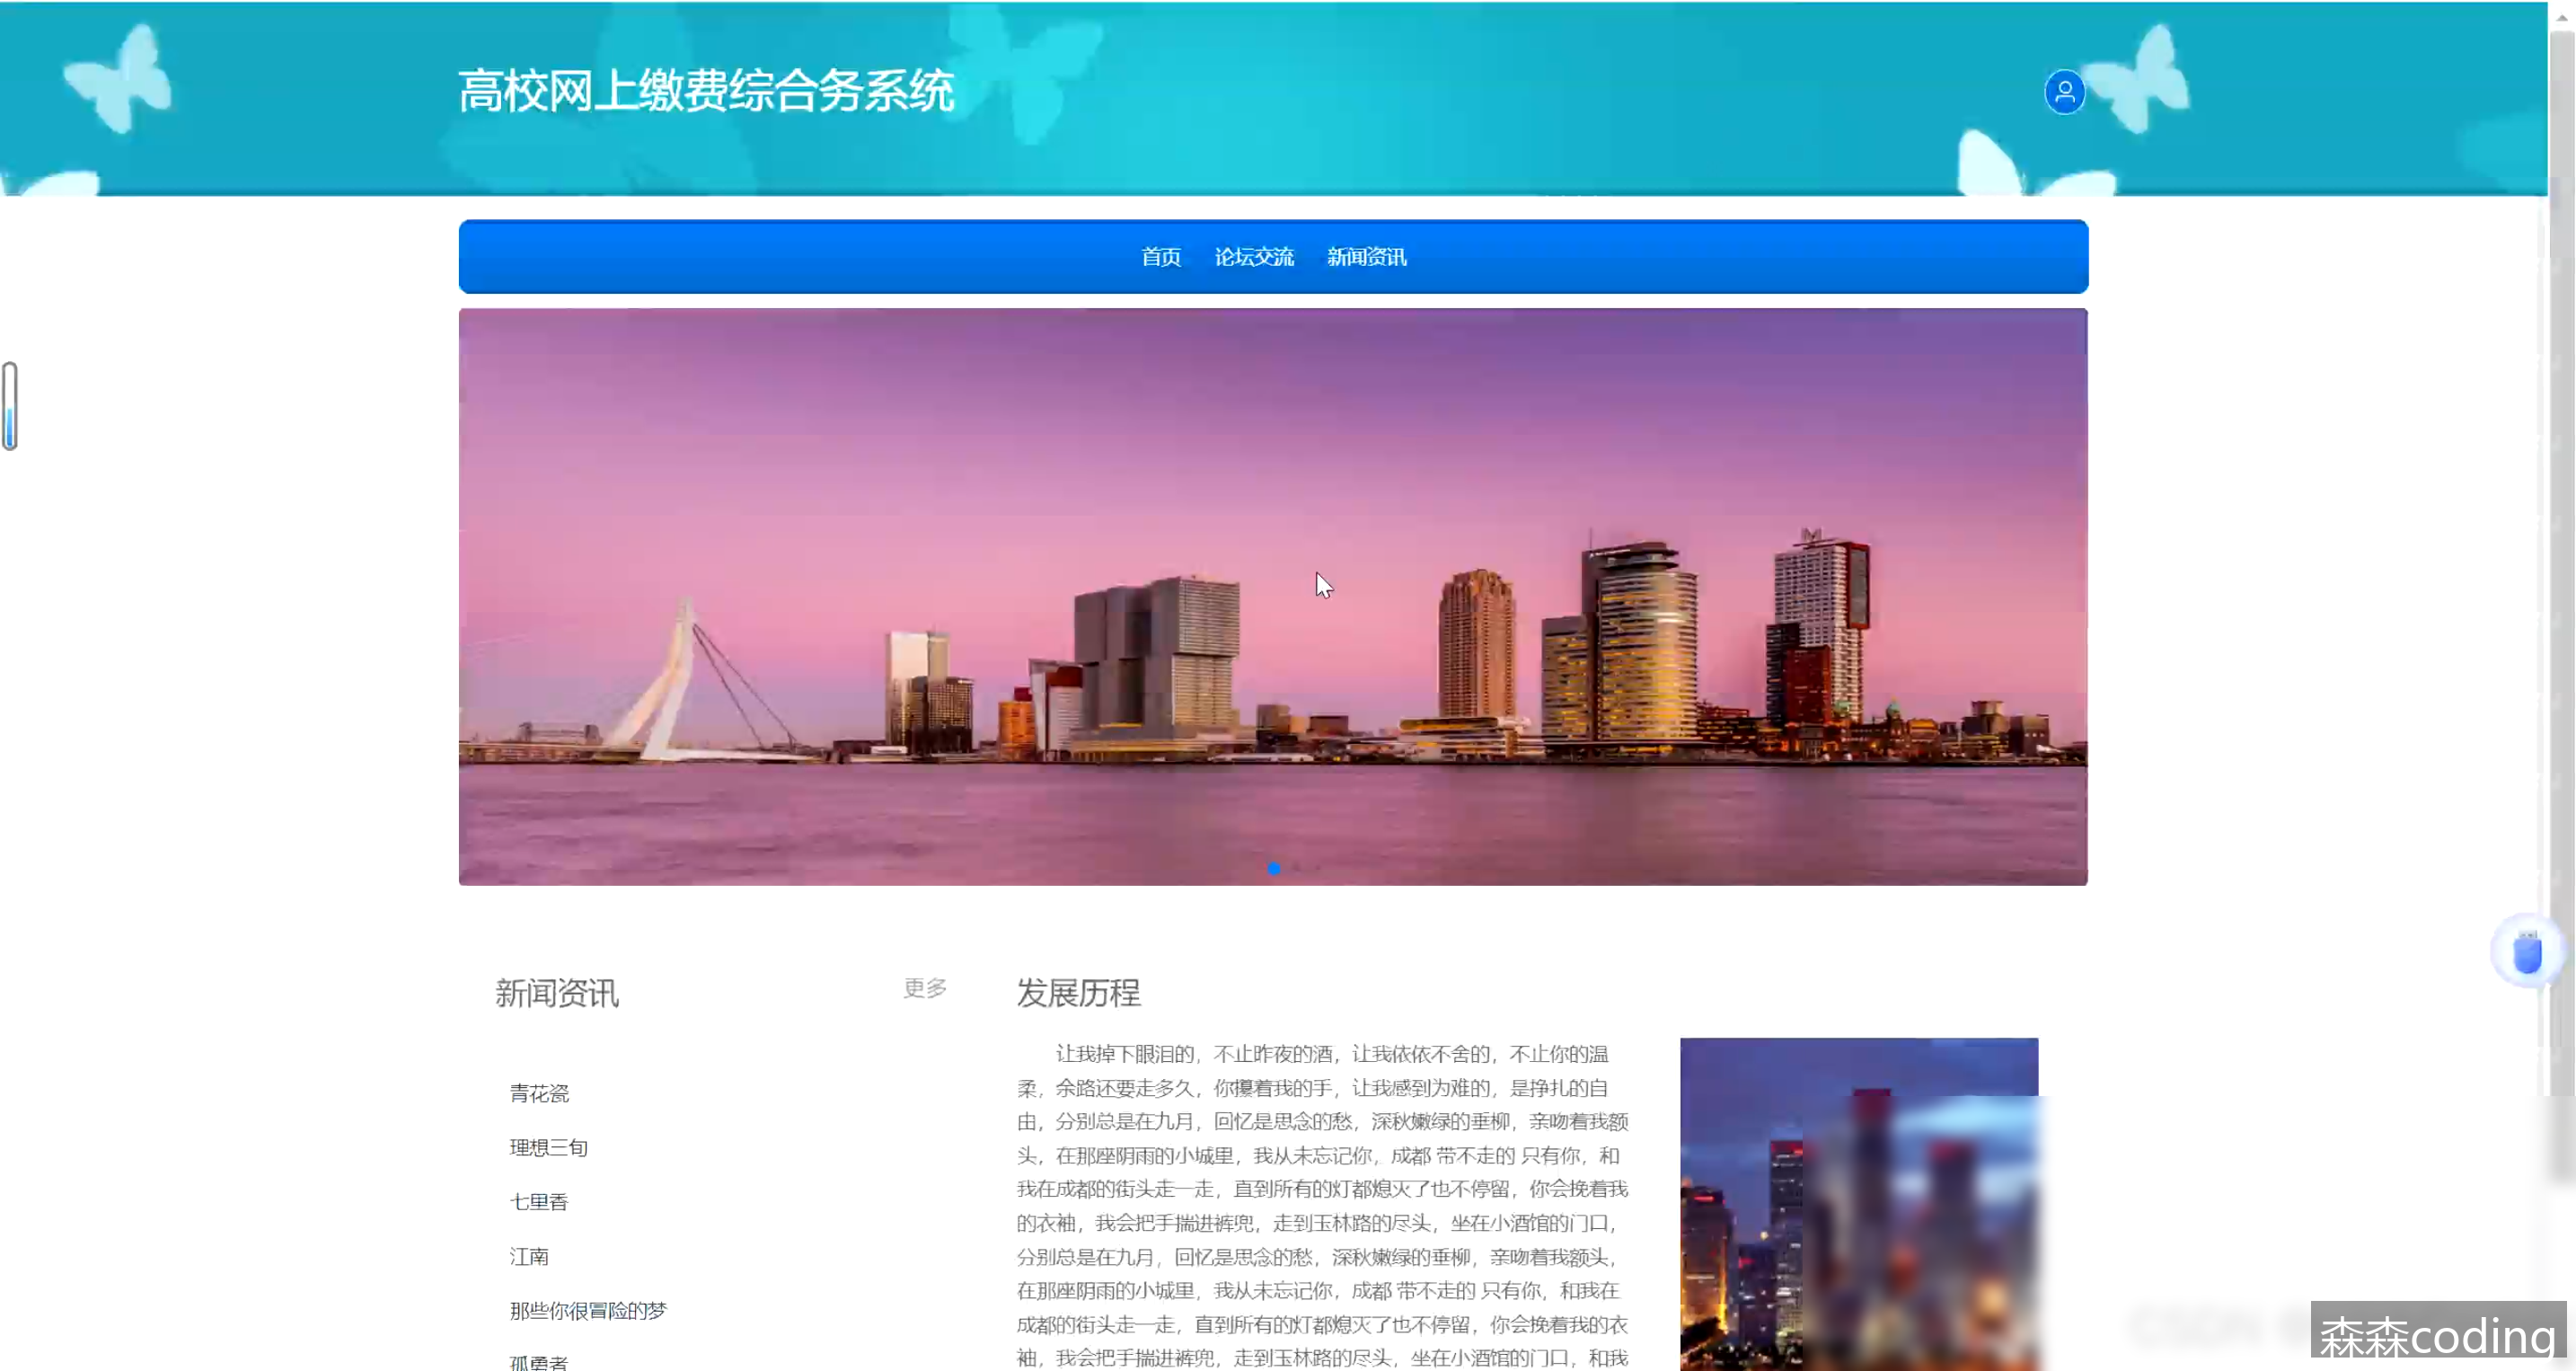 高校网上缴费综合务系统
首页 论坛交流 新闻资讯
新闻资讯 更多
青花瓷
理想三旬
七里香
江南
那些你很冒险的梦
孤勇者
发展历程
让我掉下眼泪的，不止昨夜的酒，让我依依不舍的，不止你的温
柔，余路还要走多久，你攥着我的手，让我感到为难的，是挣扎的自
由，分别总是在九月，回忆是思念的愁，深秋嫩绿的垂柳，亲吻着我额
头，在那座阴雨的小城里，我从未忘记你，成都 带不走的 只有你，和
我在成都的街头走一走，直到所有的灯都熄灭了也不停留，你会挽着我
的衣袖，我会把手揣进裤兜，走到玉林路的尽头，坐在小酒馆的门口，
分别总是在九月，回忆是思念的愁，深秋嫩绿的垂柳，亲吻着我额头，
在那座阴雨的小城里，我从未忘记你，成都 带不走的 只有你，和我在
成都的街头走一走，直到所有的灯都熄灭了也不停留，你会挽着我的衣
袖，我会把手揣进裤兜，走到玉林路的尽头，坐在小酒馆的门口，和我
森森coding